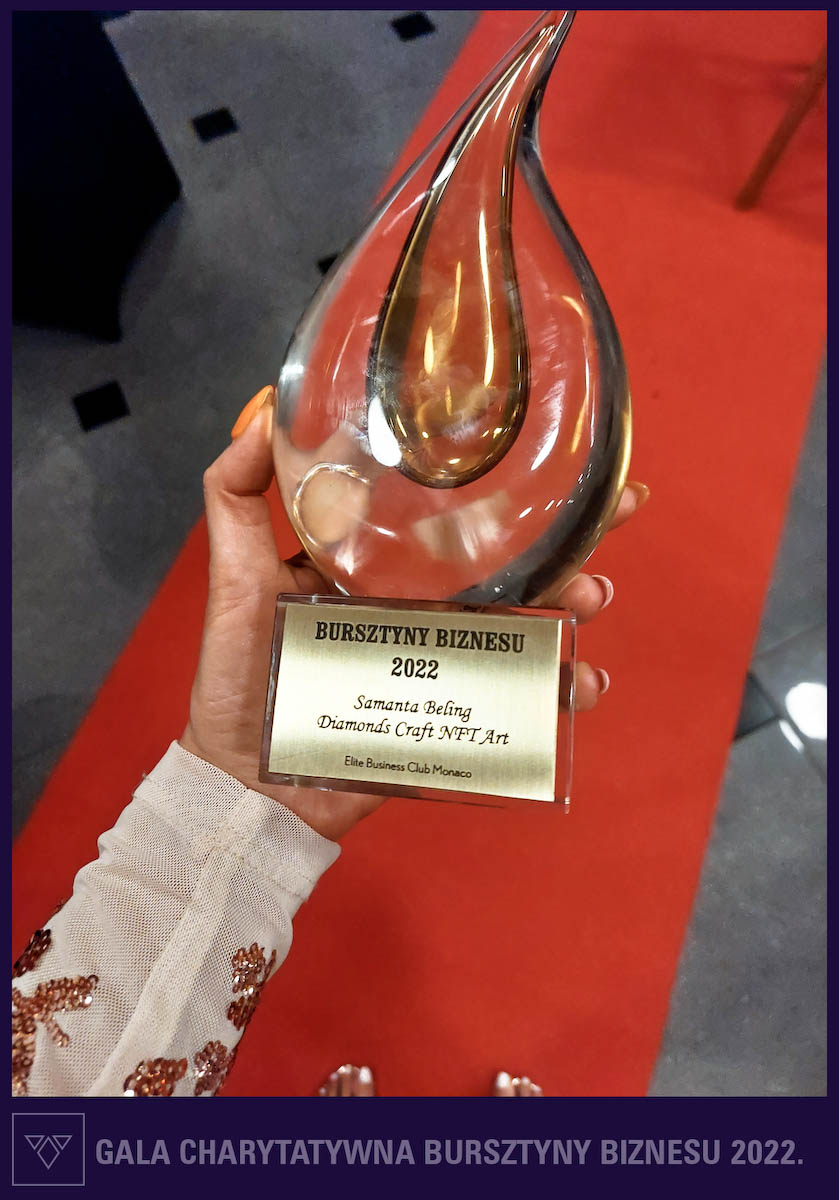 BURSZTYNY BIZNESU
2022
Samanta Beling
Diamonds Craft NFT Art
Elite Business Club Monaco
GALA CHARYTATYWNA BURSZTYNY BIZNESU 2022.